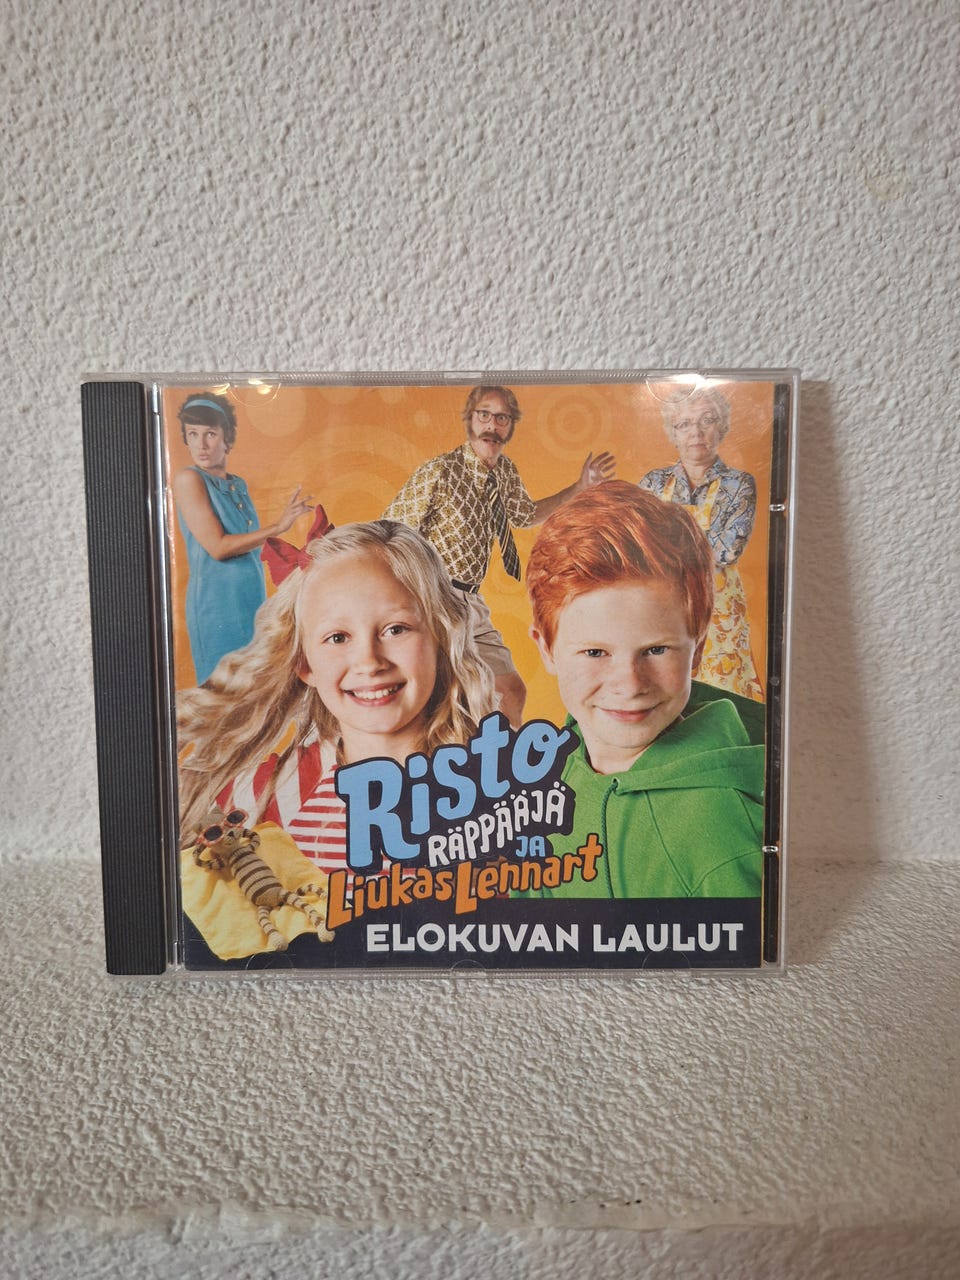 Risto
RÄPPÄÄJÄ
JA
Liukas Lennart
ELOKUVAN LAULUT